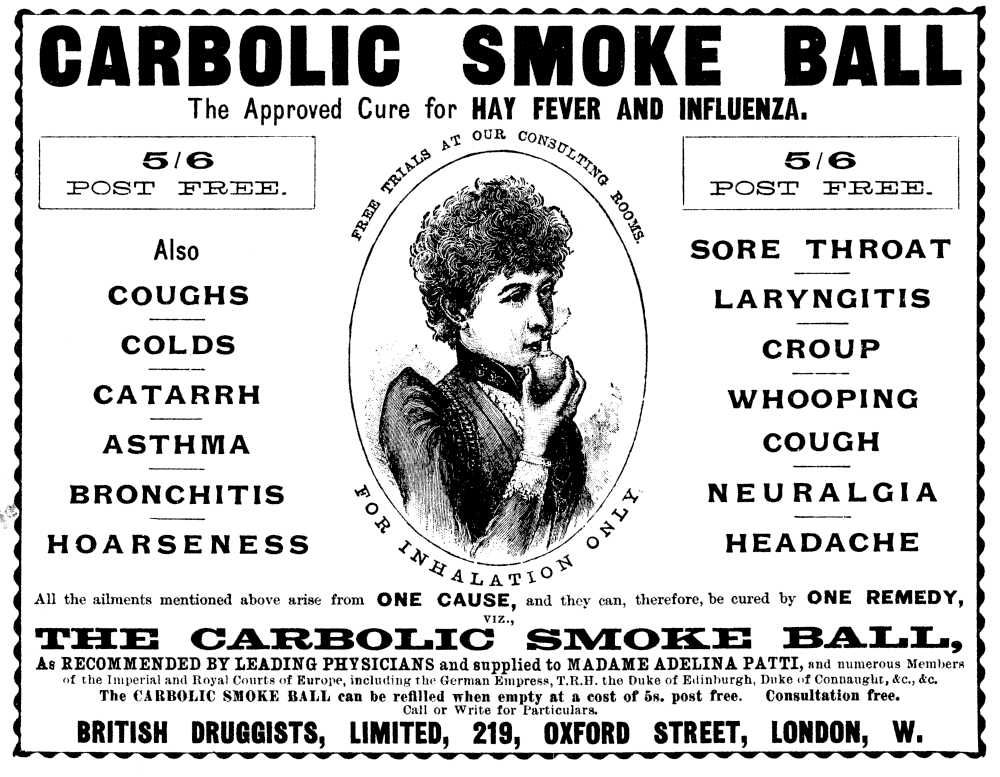 CARBOLIC SMOKE BALL
The Approved Cure for HAY FEVER AND INFLUENZA.
5/6
POST FREE.
FREE TRIALS AT OUR CONSULTING ROOMS.
5/6
POST FREE.
Also
COUGHS
COLDS
CATARRH
ASTHMA
BRONCHITIS
HOARSENESS
SORE THROAT
LARYNGITIS
CROUP
WHOOPING
COUGH
NEURALGIA
HEADACHE
FOR INHALATION ONLY
All the ailments mentioned above arise from ONE CAUSE, and they can, therefore, be cured by ONE REMEDY,
VIZ.,
THE CARBOLIC SMOKE BALL,
As RECOMMENDED BY LEADING PHYSICIANS and supplied to MADAME ADELINA PATTI, and numerous Members
of the Imperial and Royal Courts of Europe, including the German Empress, T.R.H. the Duke of Edinburgh, Duke of Connaught, &c., &c.
The CARBOLIC SMOKE BALL can be refilled when empty at a cost of 5s. post free. Consultation free.
Call or Write for Particulars.
BRITISH DRUGGISTS, LIMITED, 219, OXFORD STREET, LONDON, W.